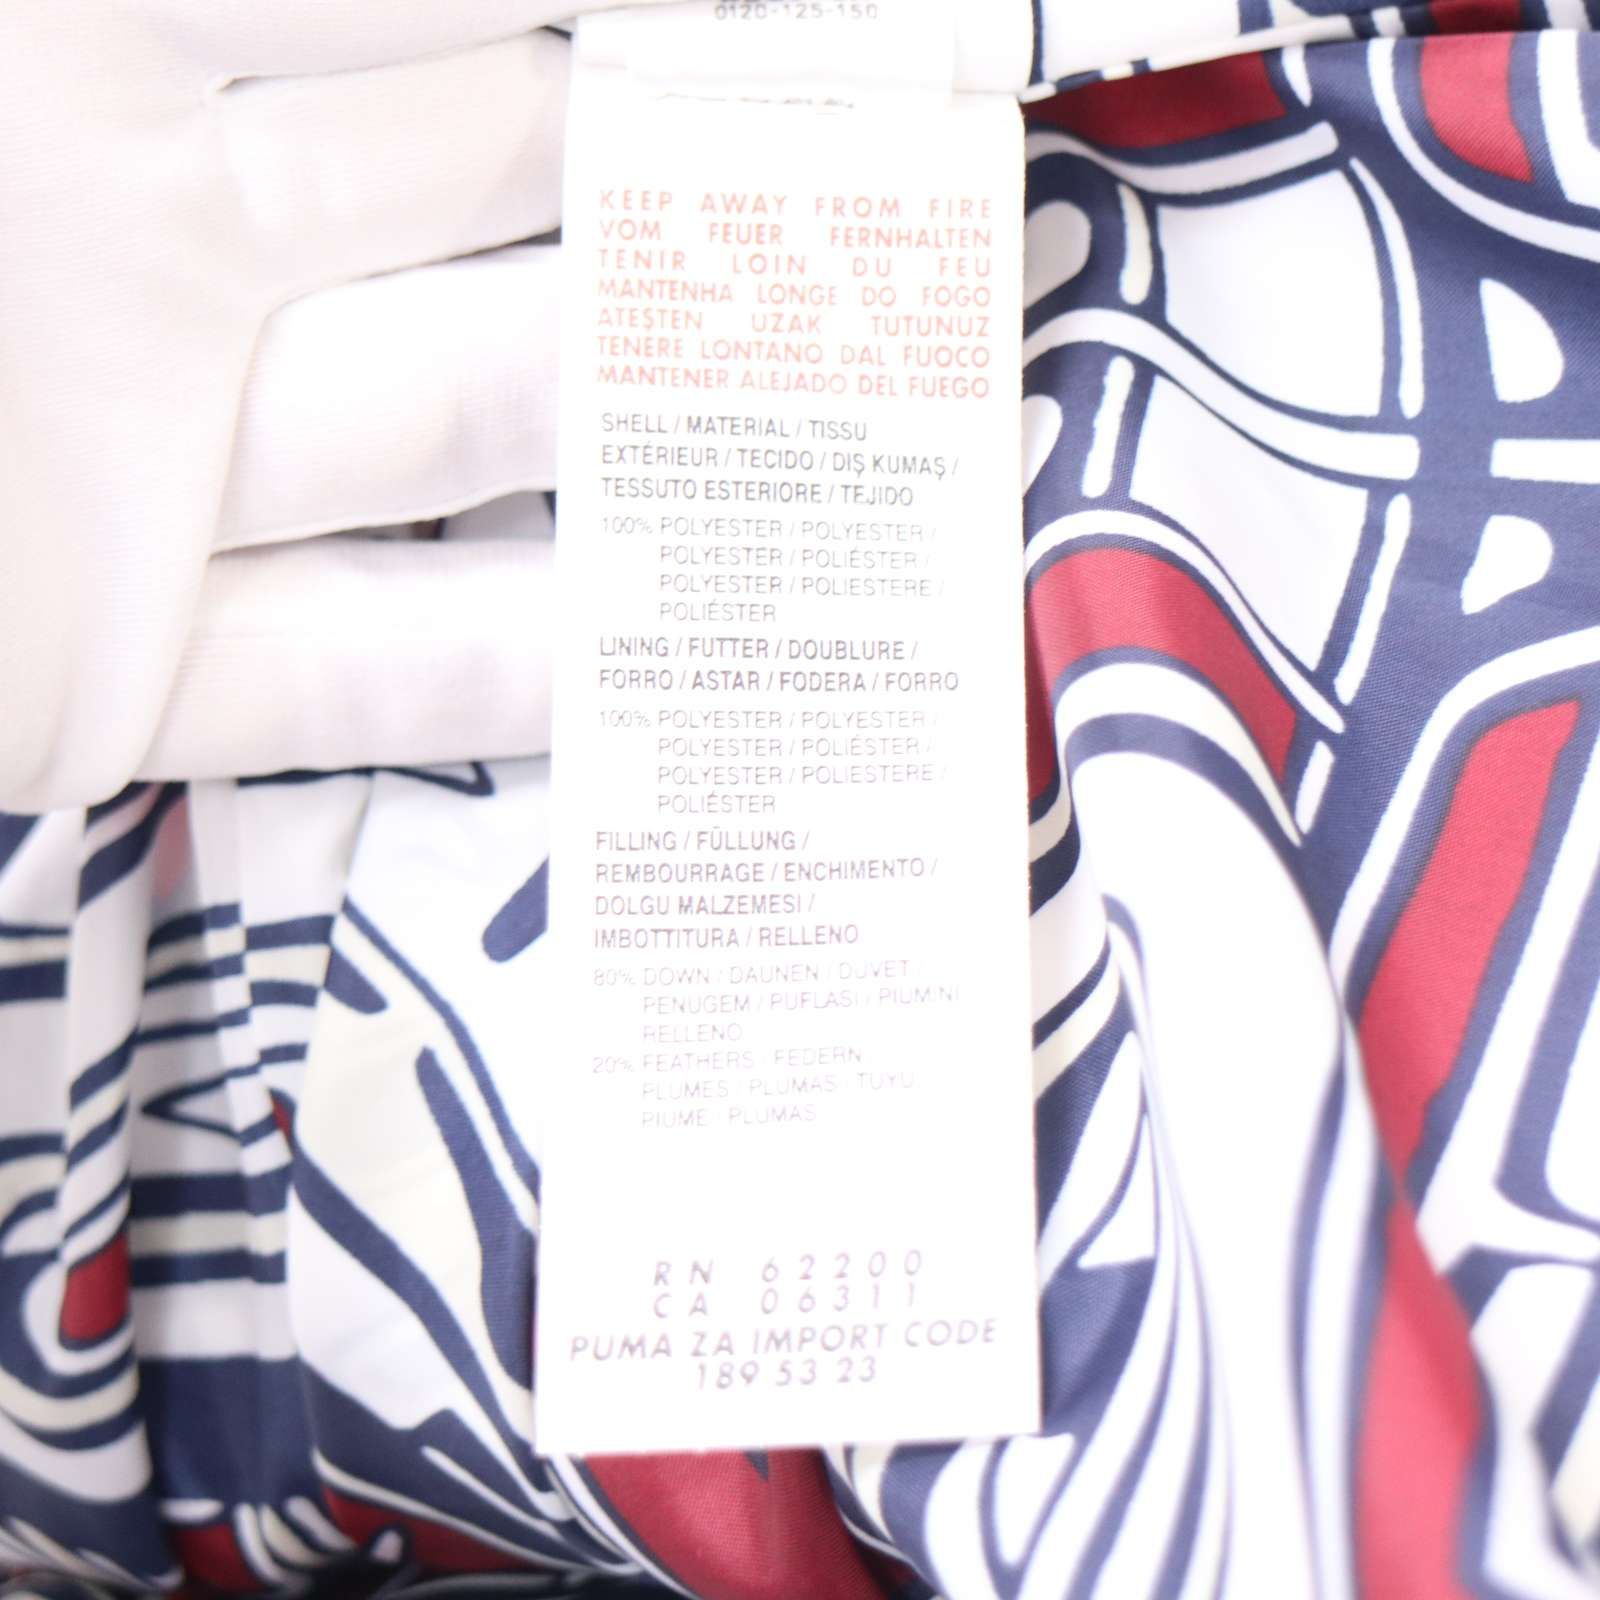 0120-125-150
KEEP AWAY FROM FIRE
VOM FEUER FERNHALTEN
TENIR LOIN DU FEU
MANTENHA LONGE DO FOGO
ATEŞTEN UZAK TUTUNUZ
TENERE LONTANO DAL FUOCO
MANTENER ALEJADO DEL FUEGO
SHELL / MATERIAL / TISSU
EXTÉRIEUR / TECIDO / DIŞ KUMAŞ /
TESSUTO ESTERIORE / TEJIDO
100% POLYESTER / POLYESTER /
POLYESTER / POLIÉSTER /
POLYESTER / POLIESTERE /
POLIÉSTER
LINING / FUTTER / DOUBLURE /
FORRO / ASTAR / FODERA / FORRO
100% POLYESTER / POLYESTER /
POLYESTER / POLIÉSTER /
POLYESTER / POLIESTERE /
POLIÉSTER
FILLING / FÜLLUNG /
REMBOURRAGE / ENCHIMENTO /
DOLGU MALZEMESI /
IMBOTTITURA / RELLENO
80% DOWN / DAUNEN / DUVET /
PENUGEM / PUFLASI / PIUMINI
RELLENO
20% FEATHERS / FEDERN
PLUMES / PLUMAS / TUYU
PIUME / PLUMAS
RN 62200
CA 06311
PUMA ZA IMPORT CODE
189 53 23